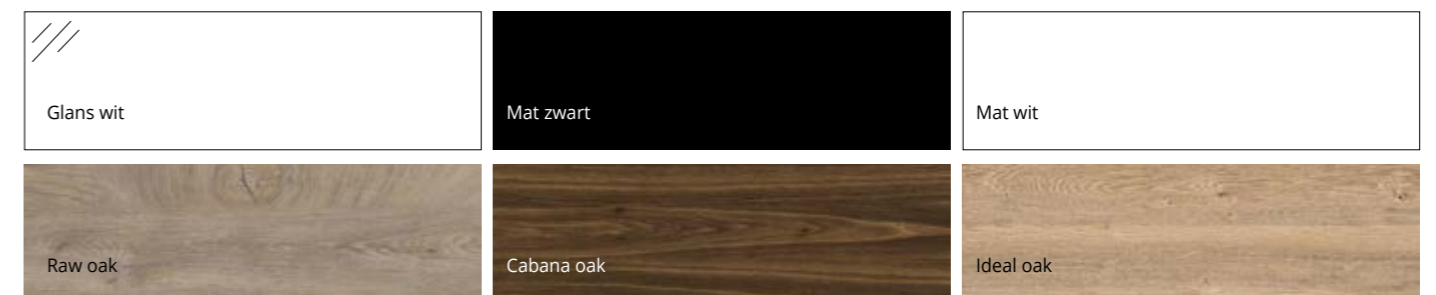 Glans wit
Mat zwart
Mat wit
Raw oak
Cabana oak
Ideal oak